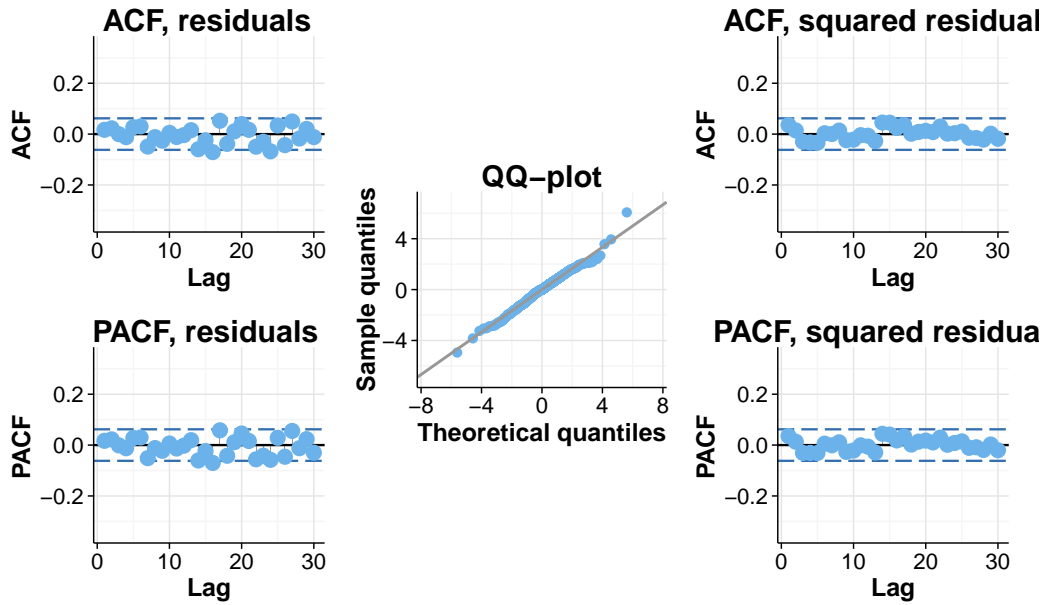 ACF, residuals
0.2
0.0
−0.2
ACF
0 10 20 30
Lag
PACF, residuals
0.2
0.0
−0.2
PACF
0 10 20 30
Lag
QQ−plot
4
0
−4
Sample quantiles
−8 −4 0 4 8
Theoretical quantiles
ACF, squared residual
0.2
0.0
−0.2
ACF
0 10 20 30
Lag
PACF, squared residua
0.2
0.0
−0.2
PACF
0 10 20 30
Lag